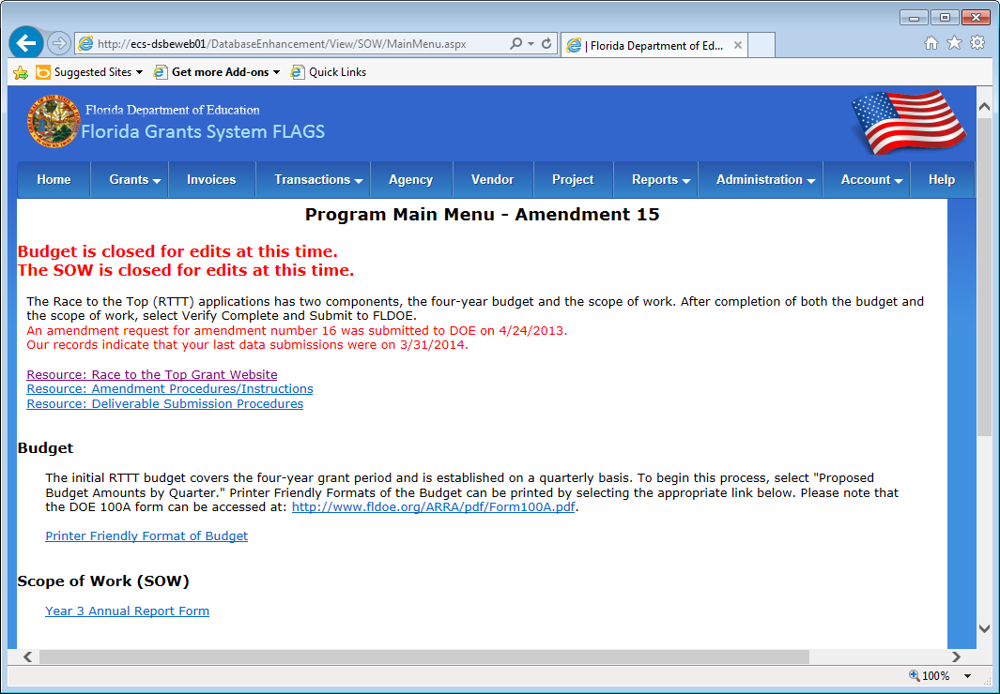 http://ecs-dsbeweb01/DatabaseEnhancement/View/SOW/MainMenu.aspx
| Florida Department of Ed...
Suggested Sites
Get more Add-ons
Quick Links
Florida Department of Education
Florida Grants System FLAGS
Home Grants Invoices Transactions Agency Vendor Project Reports Administration Account Help
Program Main Menu - Amendment 15
Budget is closed for edits at this time.
The SOW is closed for edits at this time.
The Race to the Top (RTTT) applications has two components, the four-year budget and the scope of work. After completion of both the budget and
the scope of work, select Verify Complete and Submit to FLDOE.
An amendment request for amendment number 16 was submitted to DOE on 4/24/2013.
Our records indicate that your last data submissions were on 3/31/2014.
Resource: Race to the Top Grant Website
Resource: Amendment Procedures/Instructions
Resource: Deliverable Submission Procedures
Budget
The initial RTTT budget covers the four-year grant period and is established on a quarterly basis. To begin this process, select "Proposed
Budget Amounts by Quarter." Printer Friendly Formats of the Budget can be printed by selecting the appropriate link below. Please note that
the DOE 100A form can be accessed at: http://www.fldoe.org/ARRA/pdf/Form100A.pdf.
Printer Friendly Format of Budget
Scope of Work (SOW)
Year 3 Annual Report Form
100%